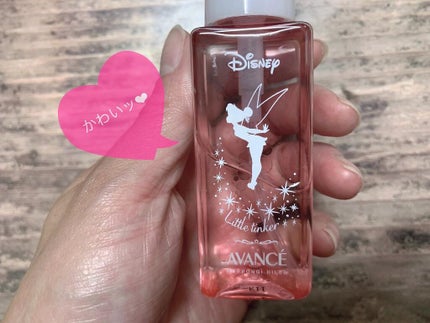 Disney
かわいッ❤
Little tinker
AVANCÉ